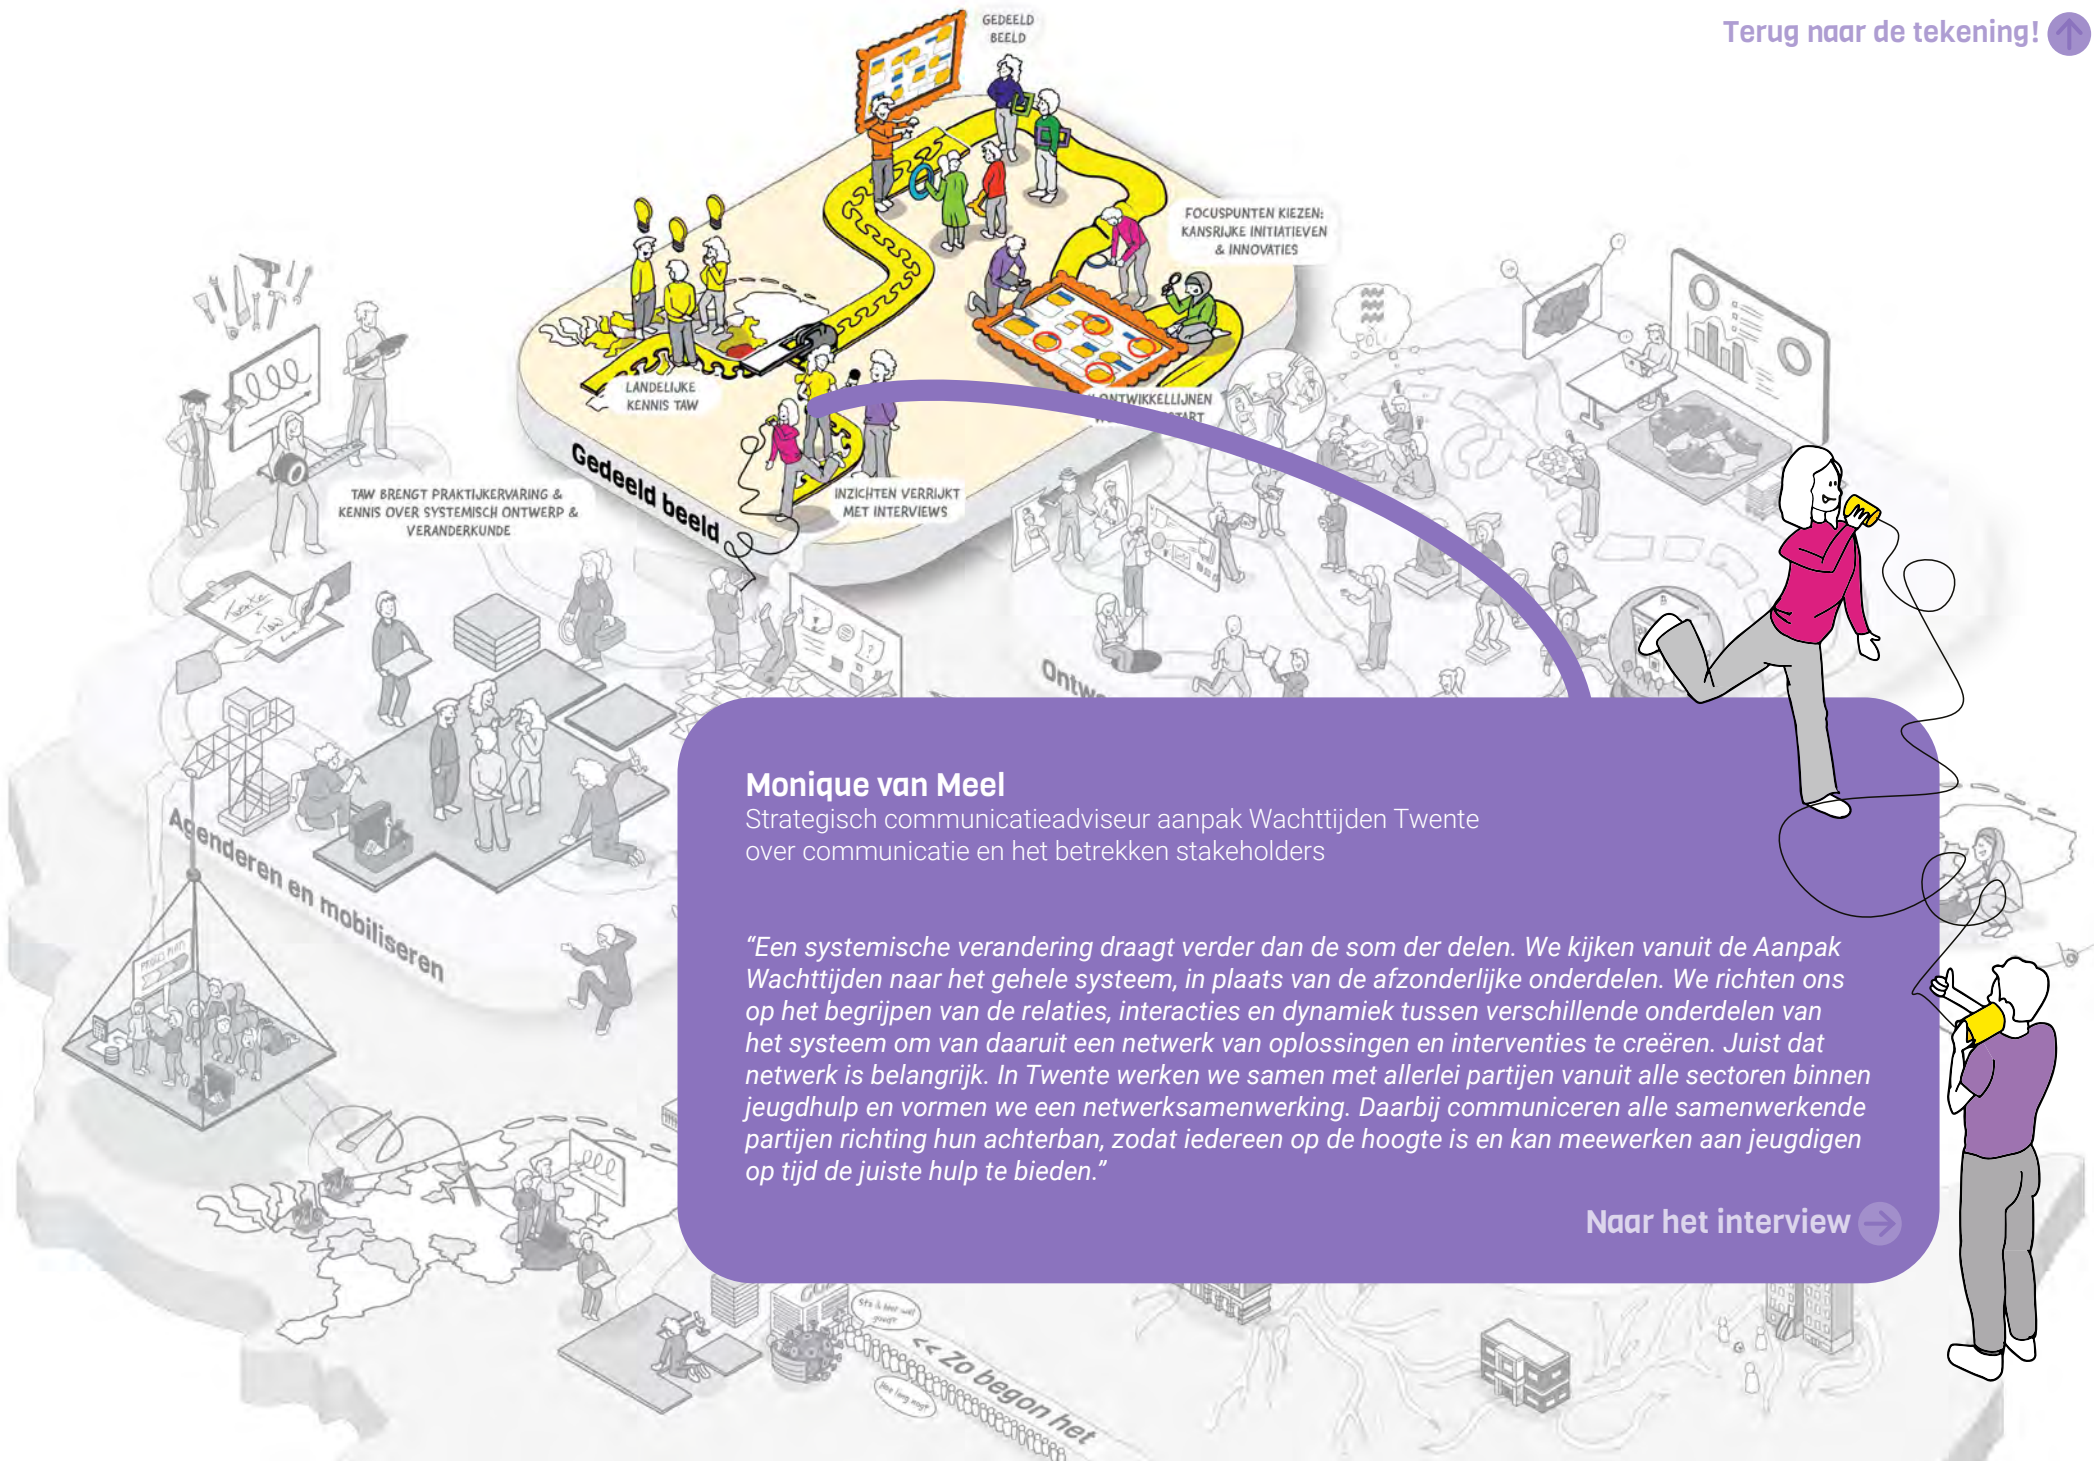 Terug naar de tekening!
GEDEELD
BEELD
FOCUSPUNTEN KIEZEN:
KANSRIJKE INITIATIEVEN
& INNOVATIES
LANDELIJKE
KENNIS TAW
ONTWIKKELLIJNEN
INZICHTEN VERRIJKT
MET INTERVIEWS
Gedeeld beeld
TAW BRENGT PRAKTIJKERVARING &
KENNIS OVER SYSTEMISCH ONTWERP &
VERANDERKUNDE
Agenderen en mobiliseren
Monique van Meel
Strategisch communicatieadviseur aanpak Wachttijden Twente
over communicatie en het betrekken stakeholders
“Een systemische verandering draagt verder dan de som der delen. We kijken vanuit de Aanpak
Wachttijden naar het gehele systeem, in plaats van de afzonderlijke onderdelen. We richten ons
op het begrijpen van de relaties, interacties en dynamiek tussen verschillende onderdelen van
het systeem om van daaruit een netwerk van oplossingen en interventies te creëren. Juist dat
netwerk is belangrijk. In Twente werken we samen met allerlei partijen vanuit alle sectoren binnen
jeugdhulp en vormen we een netwerksamenwerking. Daarbij communiceren alle samenwerkende
partijen richting hun achterban, zodat iedereen op de hoogte is en kan meewerken aan jeugdigen
op tijd de juiste hulp te bieden.”
Naar het interview
<< Zo begon het